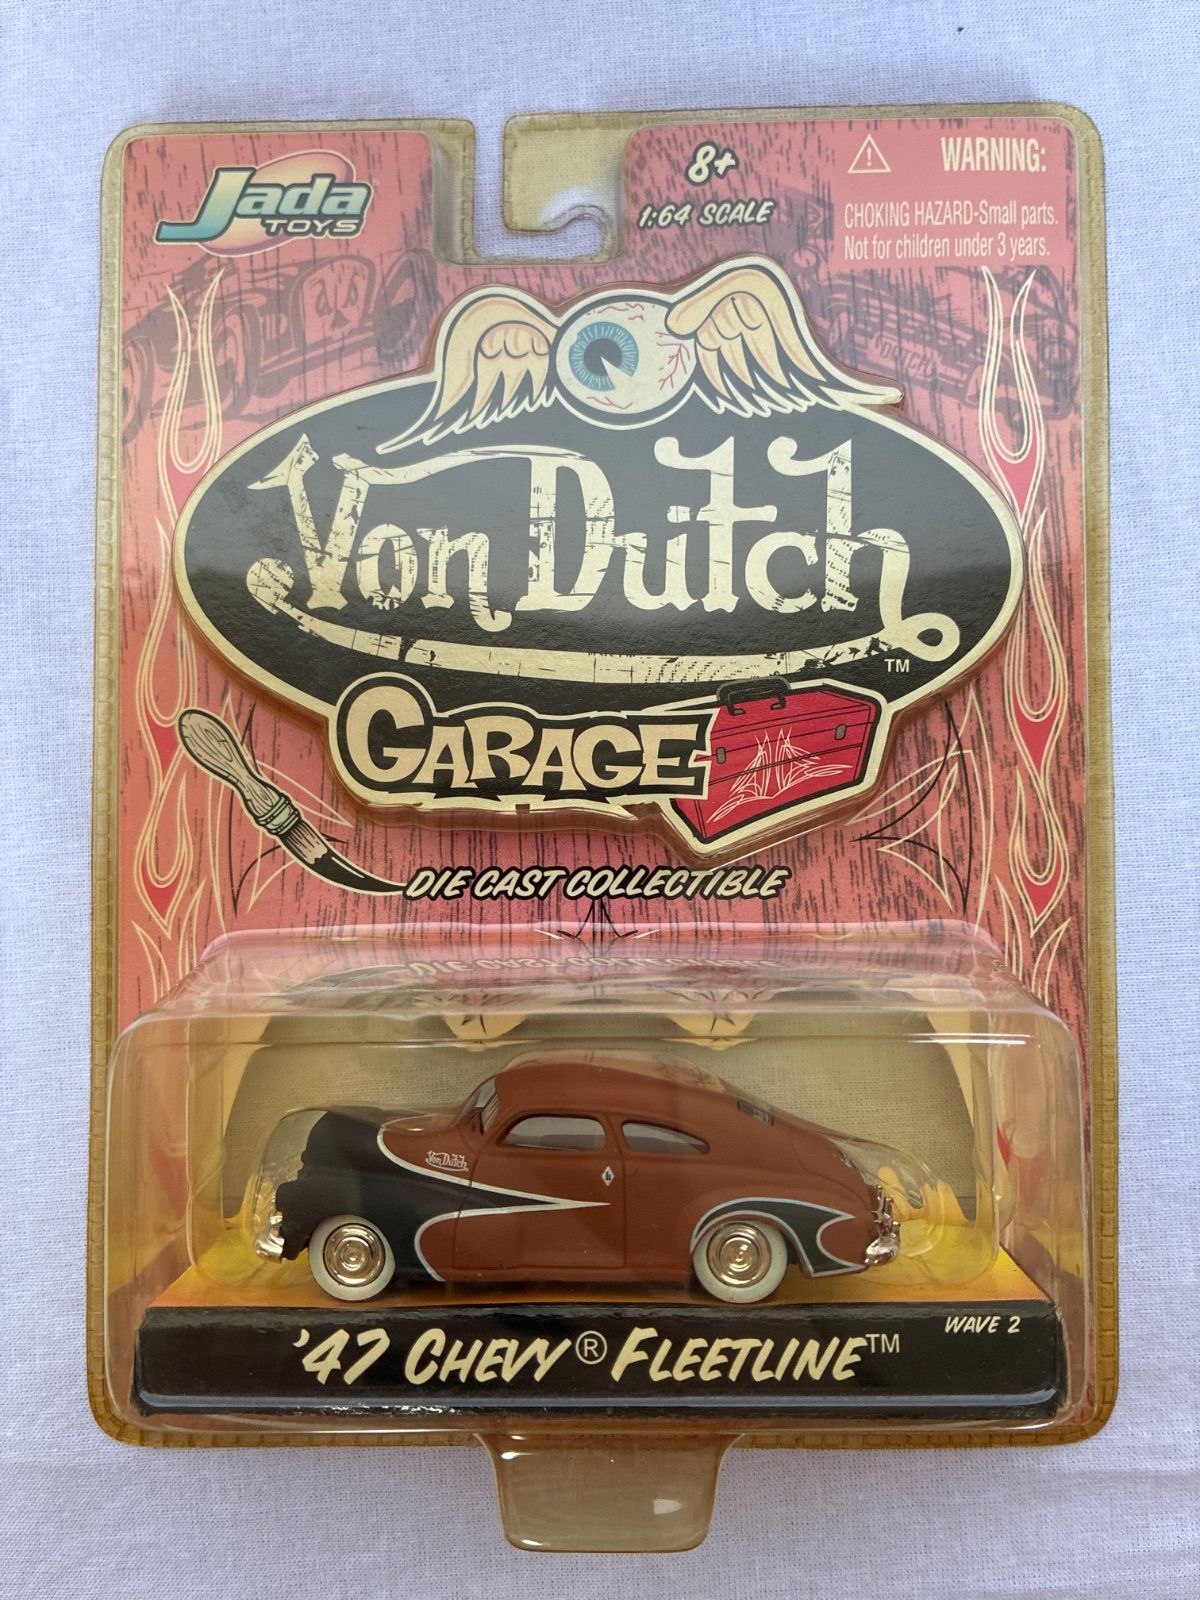 Jada
TOYS
8+
1:64 SCALE
WARNING:
CHOKING HAZARD-Small parts.
Not for children under 3 years.
Von Dutch
TM
GARAGE
DIE CAST COLLECTIBLE
Von Dutch
WAVE 2
'47 CHEVY® FLEETLINE™